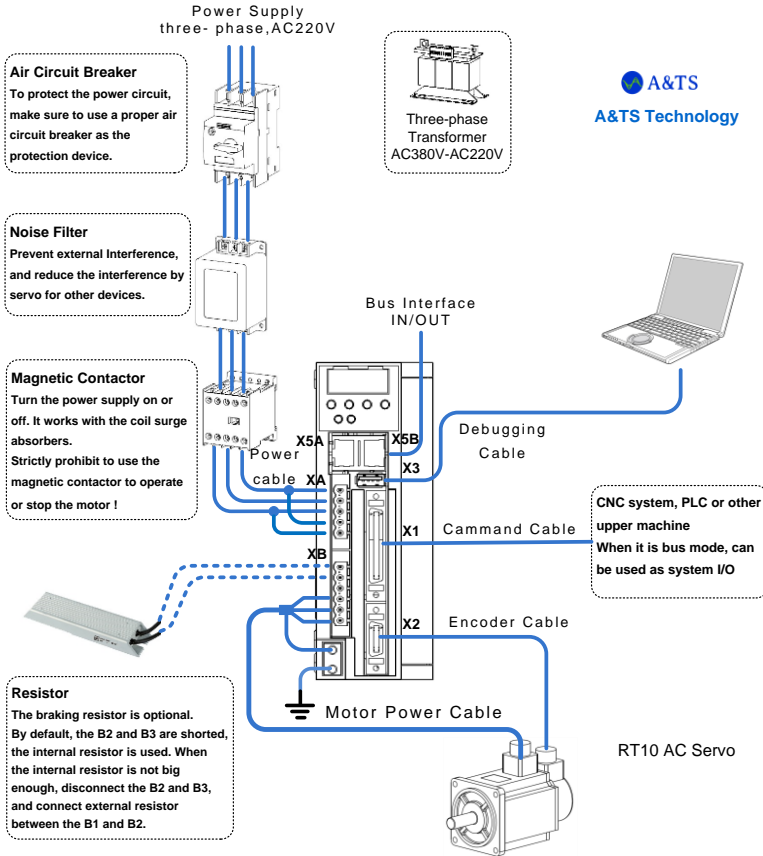 Power Supply
three- phase,AC220V
Air Circuit Breaker
To protect the power circuit,
make sure to use a proper air
circuit breaker as the
protection device.
Three-phase
Transformer
AC380V-AC220V
A&TS
A&TS Technology
Noise Filter
Prevent external Interference,
and reduce the interference by
servo for other devices.
Bus Interface
IN/OUT
Magnetic Contactor
Turn the power supply on or
off. It works with the coil surge
absorbers.
Strictly prohibit to use the
magnetic contactor to operate
or stop the motor !
Power
cable
X5A
X5B
X3
XA
Debugging
Cable
X1
Cammand Cable
CNC system, PLC or other
upper machine
When it is bus mode, can
be used as system I/O
XB
X2
Encoder Cable
Resistor
The braking resistor is optional.
By default, the B2 and B3 are shorted,
the internal resistor is used. When
the internal resistor is not big
enough, disconnect the B2 and B3,
and connect external resistor
between the B1 and B2.
Motor Power Cable
RT10 AC Servo